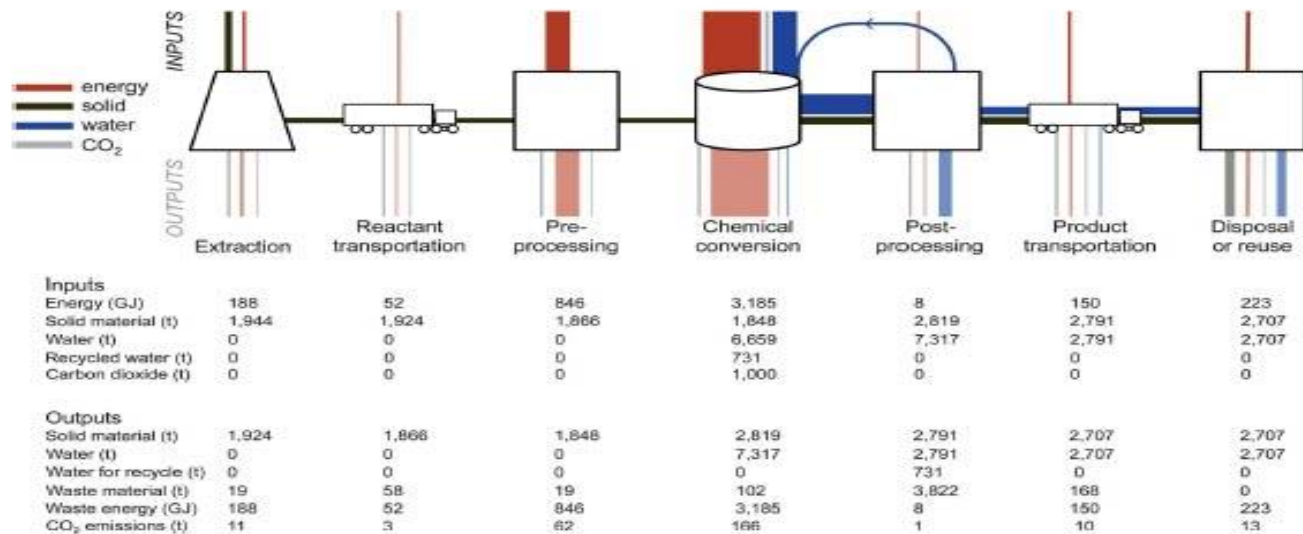 INPUTS
energy
solid
water
CO₂
OUTPUTS
Extraction
Reactant transportation
Pre-processing
Chemical conversion
Post-processing
Product transportation
Disposal or reuse
Inputs
Energy (GJ) 188 52 846 3,185 8 150 223
Solid material (t) 1,944 1,924 1,866 1,848 2,819 2,791 2,707
Water (t) 0 0 0 6,659 7,317 2,791 2,707
Recycled water (t) 0 0 0 731 0 0 0
Carbon dioxide (t) 0 0 0 1,000 0 0 0
Outputs
Solid material (t) 1,924 1,866 1,848 2,819 2,791 2,707 2,707
Water (t) 0 0 0 7,317 2,791 2,707 2,707
Water for recycle (t) 0 0 0 0 731 0 0
Waste material (t) 19 58 19 102 3,822 168 0
Waste energy (GJ) 188 52 846 3,185 8 150 223
CO₂ emissions (t) 11 3 62 166 1 10 13